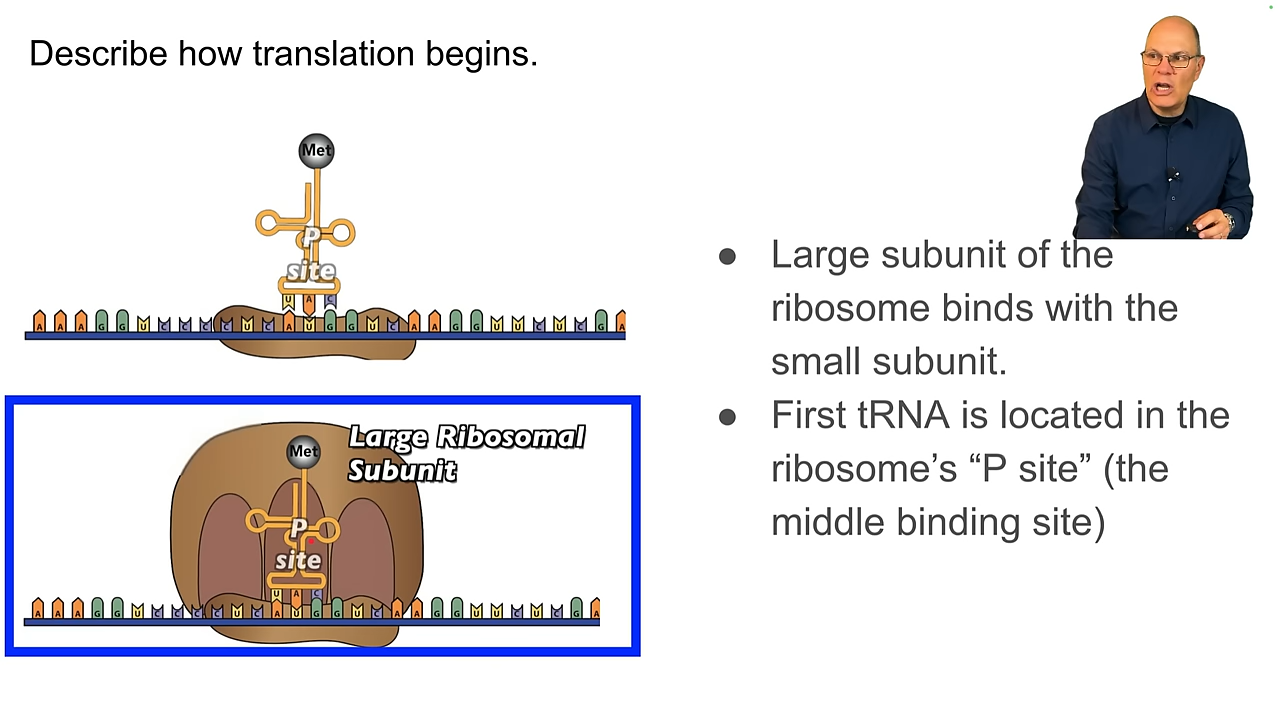 Describe how translation begins.
Met
P
site
U A C
A A A G G U C C C C U C A U G G U C A A G G U U C U C G A
Large Ribosomal
Subunit
Met
P
site
U A C
A A A G G U C C C C U C A U G G U C A A G G U U C U C G A
● Large subunit of the
ribosome binds with the
small subunit.
● First tRNA is located in the
ribosome’s “P site” (the
middle binding site)